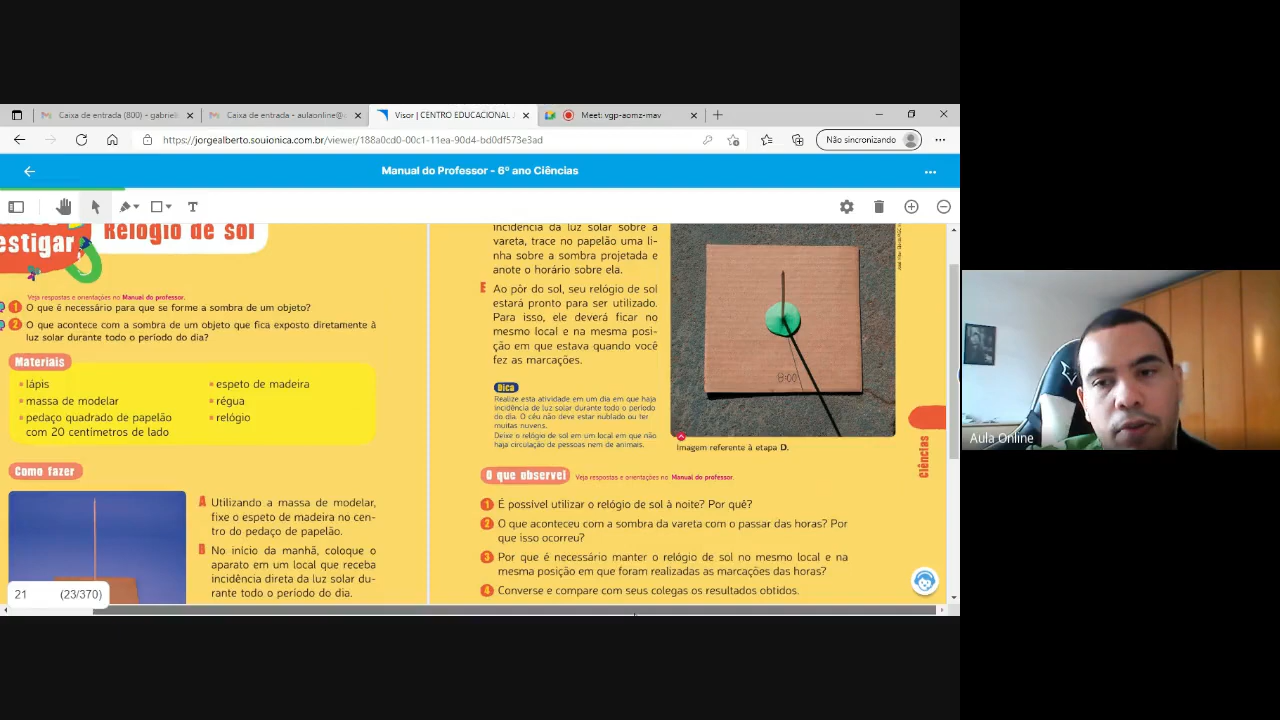 Caixa de entrada (800) - gabriel
Caixa de entrada - aulaonline@
Visor | CENTRO EDUCACIONAL
Meet: vgp-aomz-mav
https://jorgealberto.souionica.com.br/viewer/188a0cd0-00c1-11ea-90d4-bd0df573e3ad
Não sincronizando
Manual do Professor - 6º ano Ciências
T
estigar
Relógio de sol
Veja respostas e orientações no Manual do professor.
1 O que é necessário para que se forme a sombra de um objeto?
2 O que acontece com a sombra de um objeto que fica exposto diretamente à
luz solar durante todo o período do dia?
Materiais
• lápis
• massa de modelar
• pedaço quadrado de papelão
com 20 centímetros de lado
• espeto de madeira
• régua
• relógio
Como fazer
A Utilizando a massa de modelar,
fixe o espeto de madeira no cen-
tro do pedaço de papelão.
B No início da manhã, coloque o
aparato em um local que receba
incidência direta da luz solar du-
rante todo o período do dia.
21 (23/370)
incidência da luz solar sobre a
vareta, trace no papelão uma li-
nha sobre a sombra projetada e
anote o horário sobre ela.
E Ao pôr do sol, seu relógio de sol
estará pronto para ser utilizado.
Para isso, ele deverá ficar no
mesmo local e na mesma posi-
ção em que estava quando você
fez as marcações.
Dica
Realize esta atividade em um dia em que haja
incidência de luz solar durante todo o período
do dia. O céu não deve estar nublado ou ter
muitas nuvens.
Deixe o relógio de sol em um local em que não
haja circulação de pessoas nem de animais.
8:00
Imagem referente à etapa D.
O que observei
Veja respostas e orientações no Manual do professor.
1 É possível utilizar o relógio de sol à noite? Por quê?
2 O que aconteceu com a sombra da vareta com o passar das horas? Por
que isso ocorreu?
3 Por que é necessário manter o relógio de sol no mesmo local e na
mesma posição em que foram realizadas as marcações das horas?
4 Converse e compare com seus colegas os resultados obtidos.
Ciências
Aula Online